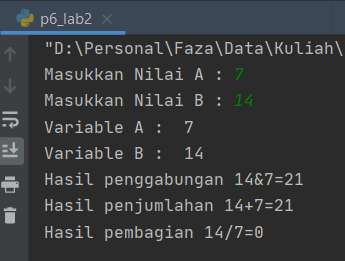 p6_lab2
"D:\Personal\Faza\Data\Kuliah\
Masukkan Nilai A : 7
Masukkan Nilai B : 14
Variable A :  7
Variable B :  14
Hasil penggabungan 14&7=21
Hasil penjumlahan 14+7=21
Hasil pembagian 14/7=0